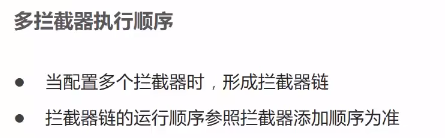 多拦截器执行顺序
● 当配置多个拦截器时，形成拦截器链
● 拦截器链的运行顺序参照拦截器添加顺序为准